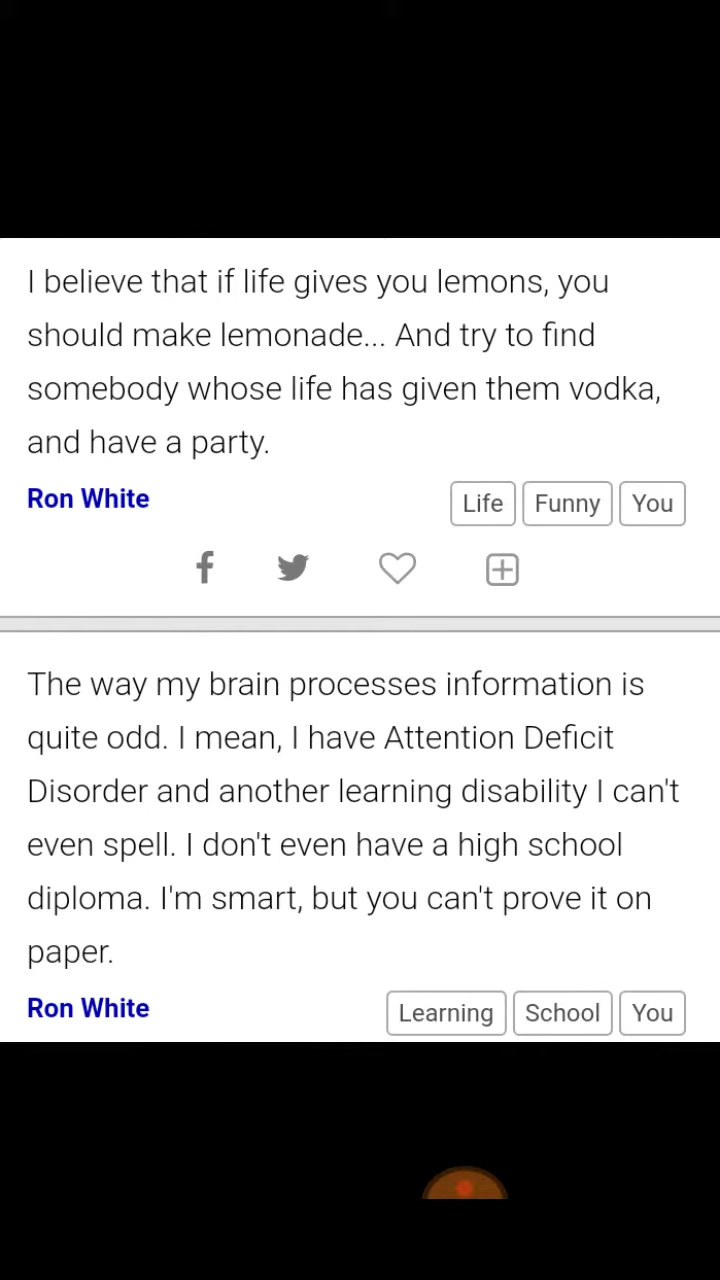 I believe that if life gives you lemons, you
should make lemonade... And try to find
somebody whose life has given them vodka,
and have a party.
Ron White
Life Funny You
The way my brain processes information is
quite odd. I mean, I have Attention Deficit
Disorder and another learning disability I can't
even spell. I don't even have a high school
diploma. I'm smart, but you can't prove it on
paper.
Ron White
Learning School You